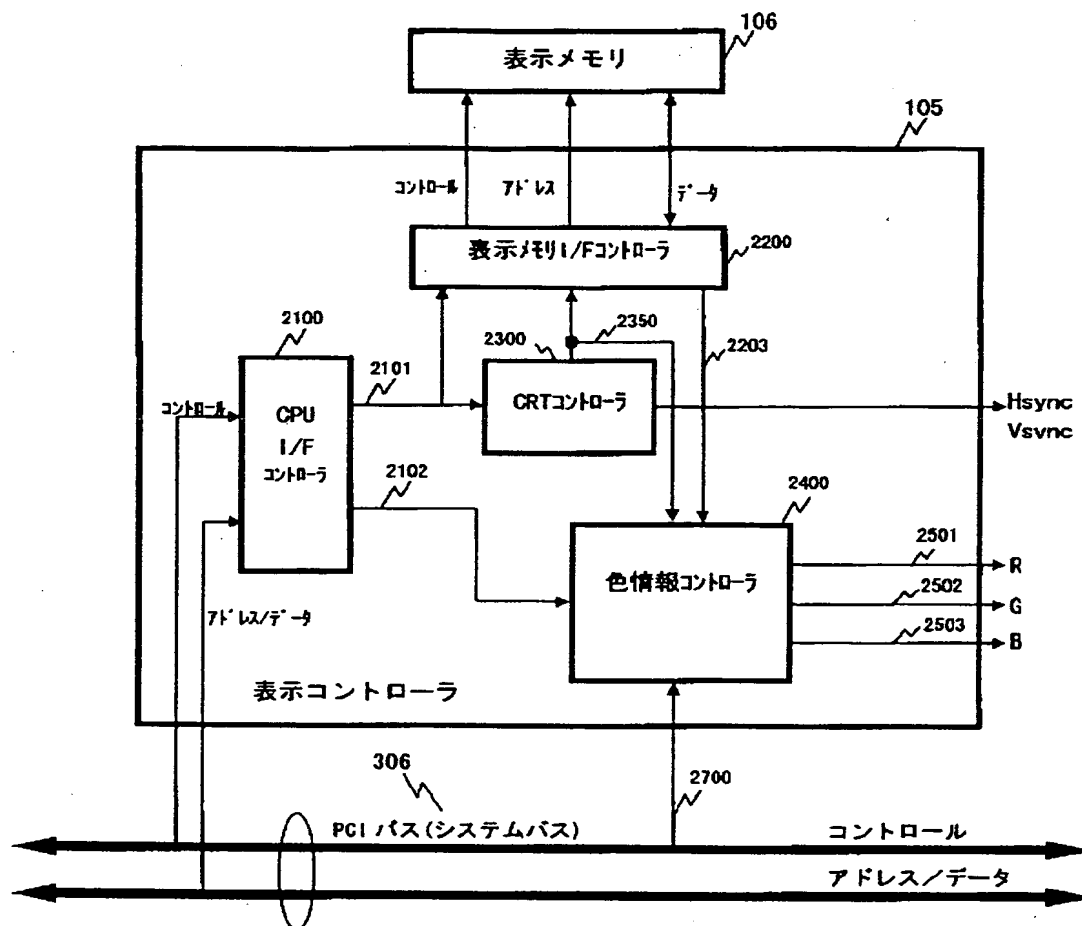 106
表示メモリ
105
コントロール
アドレス
データ
表示メモリI/Fコントローラ
2200
2100
2300
2350
2101
2203
コントロール
CPU
I/F
コントローラ
CRTコントローラ
Hsync
Vsvnc
2102
2400
2501
R
色情報コントローラ
2502
G
アドレス/データ
2503
B
表示コントローラ
306
2700
PCIバス(システムバス)
コントロール
アドレス/データ